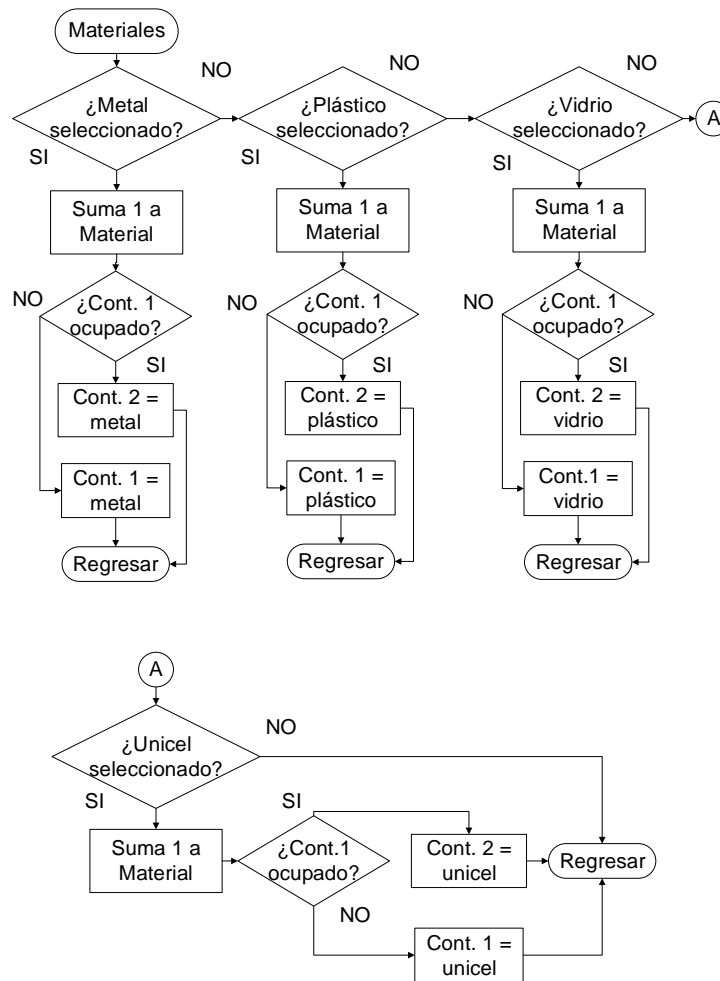 Materiales
NO
NO
NO
¿Metal
seleccionado?
¿Plástico
seleccionado?
¿Vidrio
seleccionado?
A
SI
SI
SI
Suma 1 a
Material
Suma 1 a
Material
Suma 1 a
Material
NO
¿Cont. 1
ocupado?
NO
¿Cont. 1
ocupado?
NO
¿Cont. 1
ocupado?
SI
SI
SI
Cont. 2 =
metal
Cont. 2 =
plástico
Cont. 2 =
vidrio
Cont. 1 =
metal
Cont. 1 =
plástico
Cont.1 =
vidrio
Regresar
Regresar
Regresar
A
NO
¿Unicel
seleccionado?
SI
SI
Suma 1 a
Material
¿Cont.1
ocupado?
Cont. 2 =
unicel
Regresar
NO
Cont. 1 =
unicel